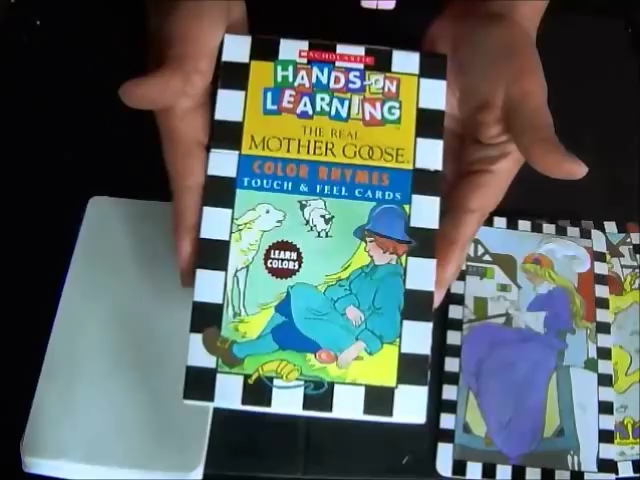 SCHOLASTIC
HANDS-ON
LEARNING
THE REAL
MOTHER GOOSE
COLOR RHYMES
TOUCH & FEEL CARDS
LEARN
COLORS